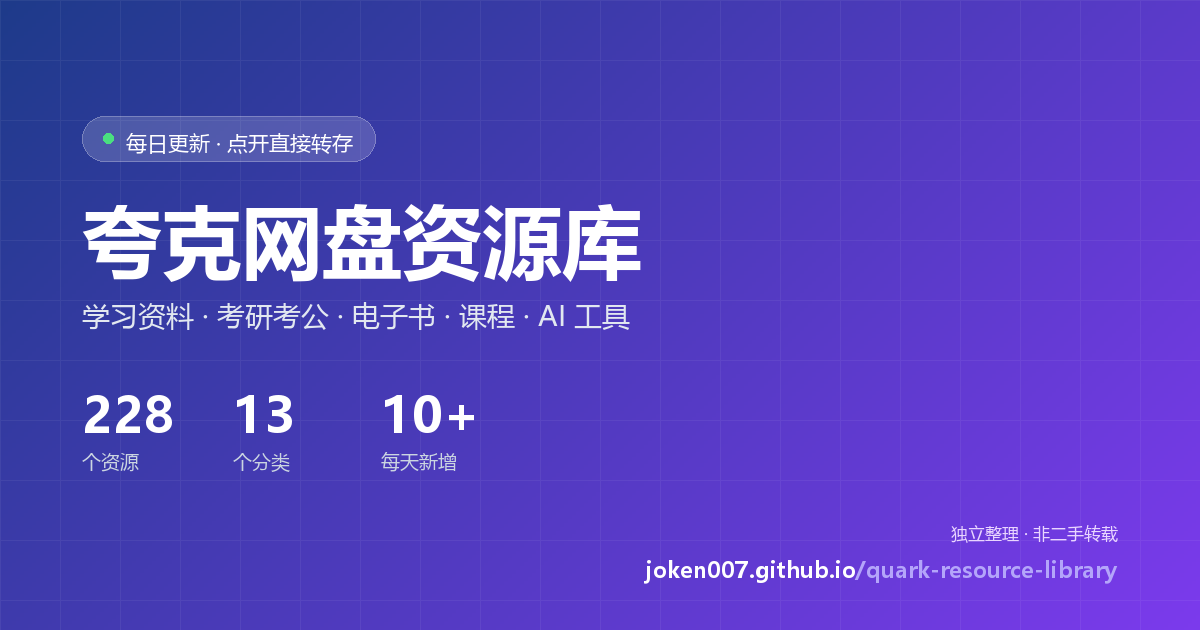 每日更新 · 点开直接转存
夸克网盘资源库
学习资料 · 考研考公 · 电子书 · 课程 · AI 工具
228 13 10+
个资源 个分类 每天新增
独立整理 · 非二手转载
joken007.github.io/quark-resource-library